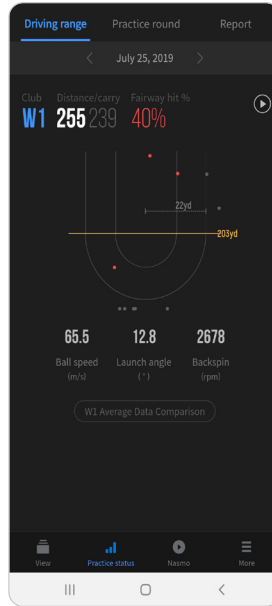 Driving range Practice round Report
July 25, 2019
Club Distance/carry Fairway hit %
W1 255 239 40%
22yd
203yd
65.5 12.8 2678
Ball speed Launch angle Backspin
(m/s) (°) (rpm)
W1 Average Data Comparison
View Practice status Nasmo More